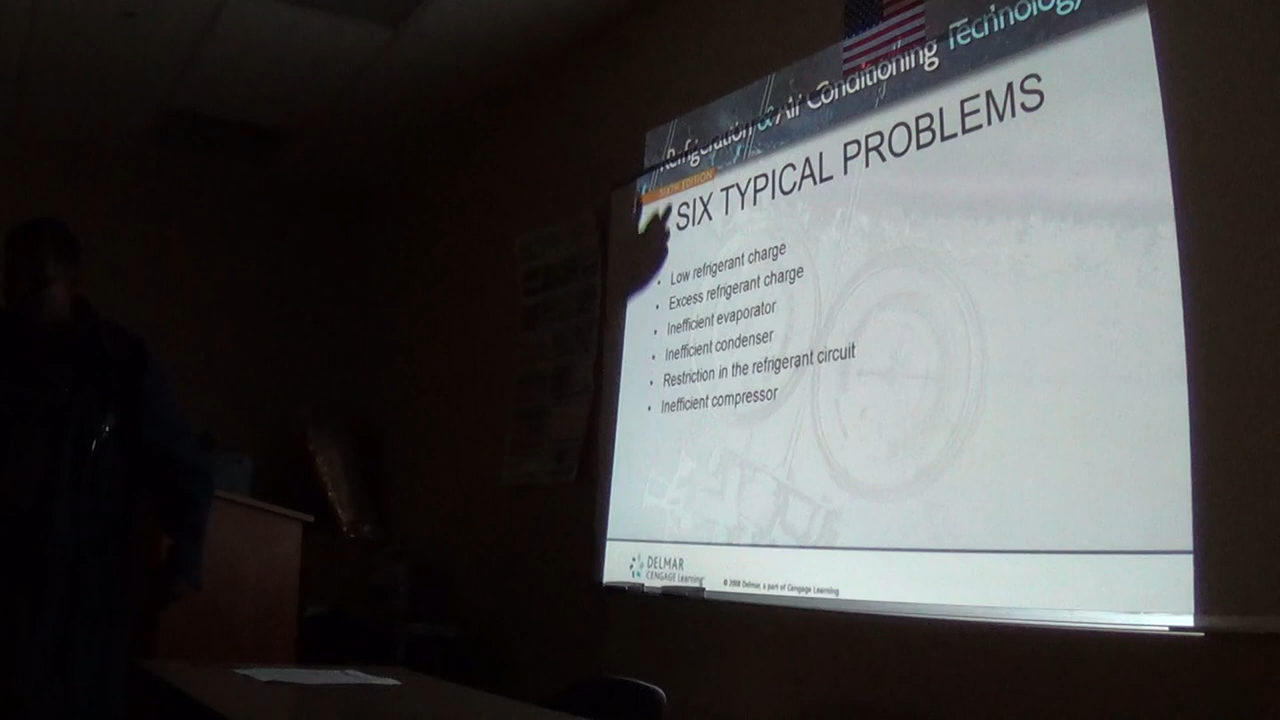 Refrigeration & Air Conditioning Technology
SIXTH EDITION
SIX TYPICAL PROBLEMS
• Low refrigerant charge
• Excess refrigerant charge
• Inefficient evaporator
• Inefficient condenser
• Restriction in the refrigerant circuit
• Inefficient compressor
DELMAR
CENGAGE Learning
© 2008 Delmar, a part of Cengage Learning